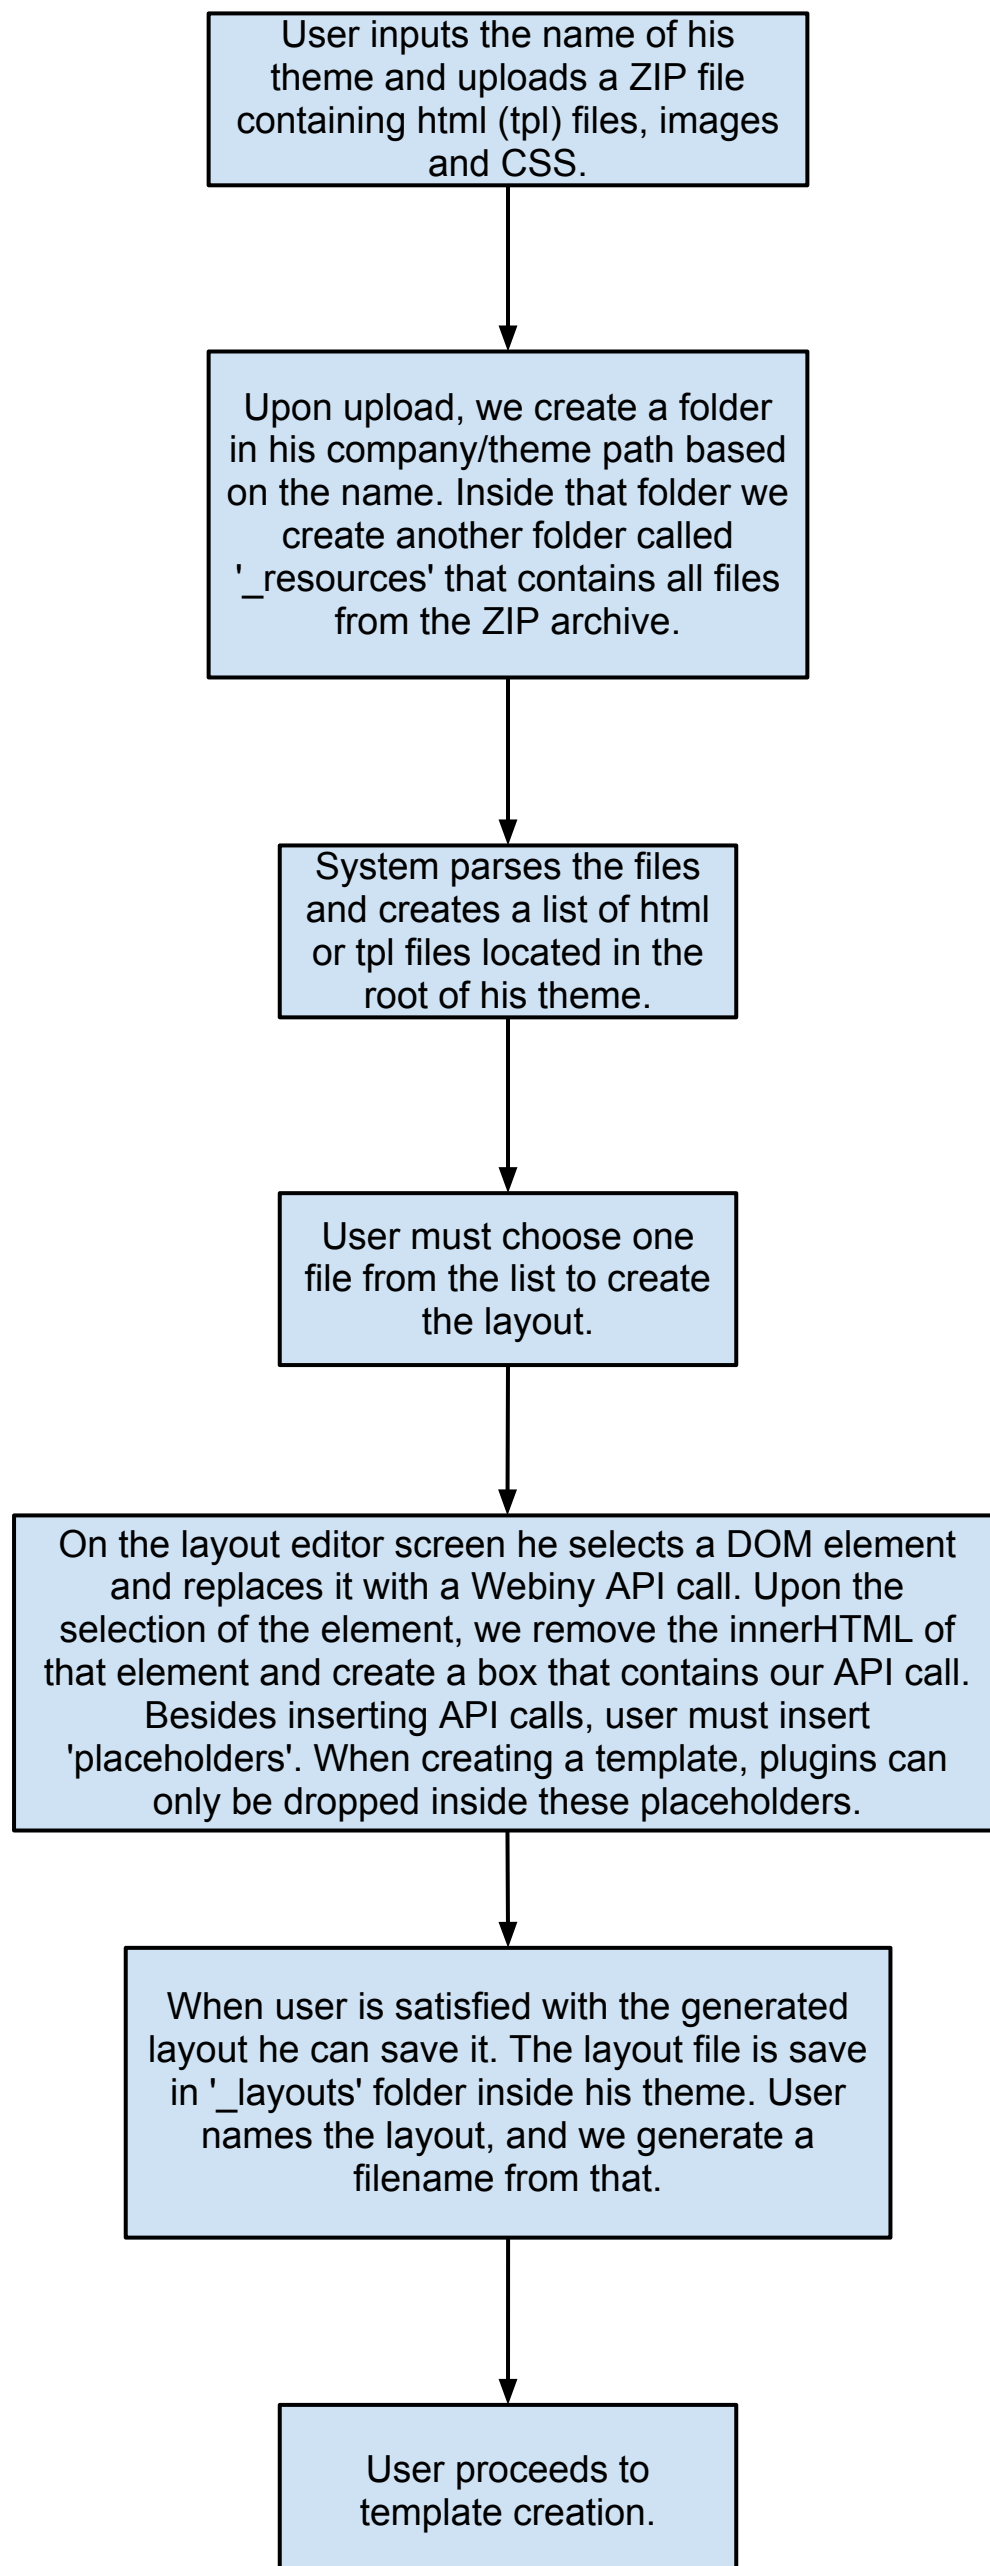 User inputs the name of his
theme and uploads a ZIP file
containing html (tpl) files, images
and CSS.
Upon upload, we create a folder
in his company/theme path based
on the name. Inside that folder we
create another folder called
'_resources' that contains all files
from the ZIP archive.
System parses the files
and creates a list of html
or tpl files located in the
root of his theme.
User must choose one
file from the list to create
the layout.
On the layout editor screen he selects a DOM element
and replaces it with a Webiny API call. Upon the
selection of the element, we remove the innerHTML of
that element and create a box that contains our API call.
Besides inserting API calls, user must insert
'placeholders'. When creating a template, plugins can
only be dropped inside these placeholders.
When user is satisfied with the generated
layout he can save it. The layout file is save
in '_layouts' folder inside his theme. User
names the layout, and we generate a
filename from that.
User proceeds to
template creation.